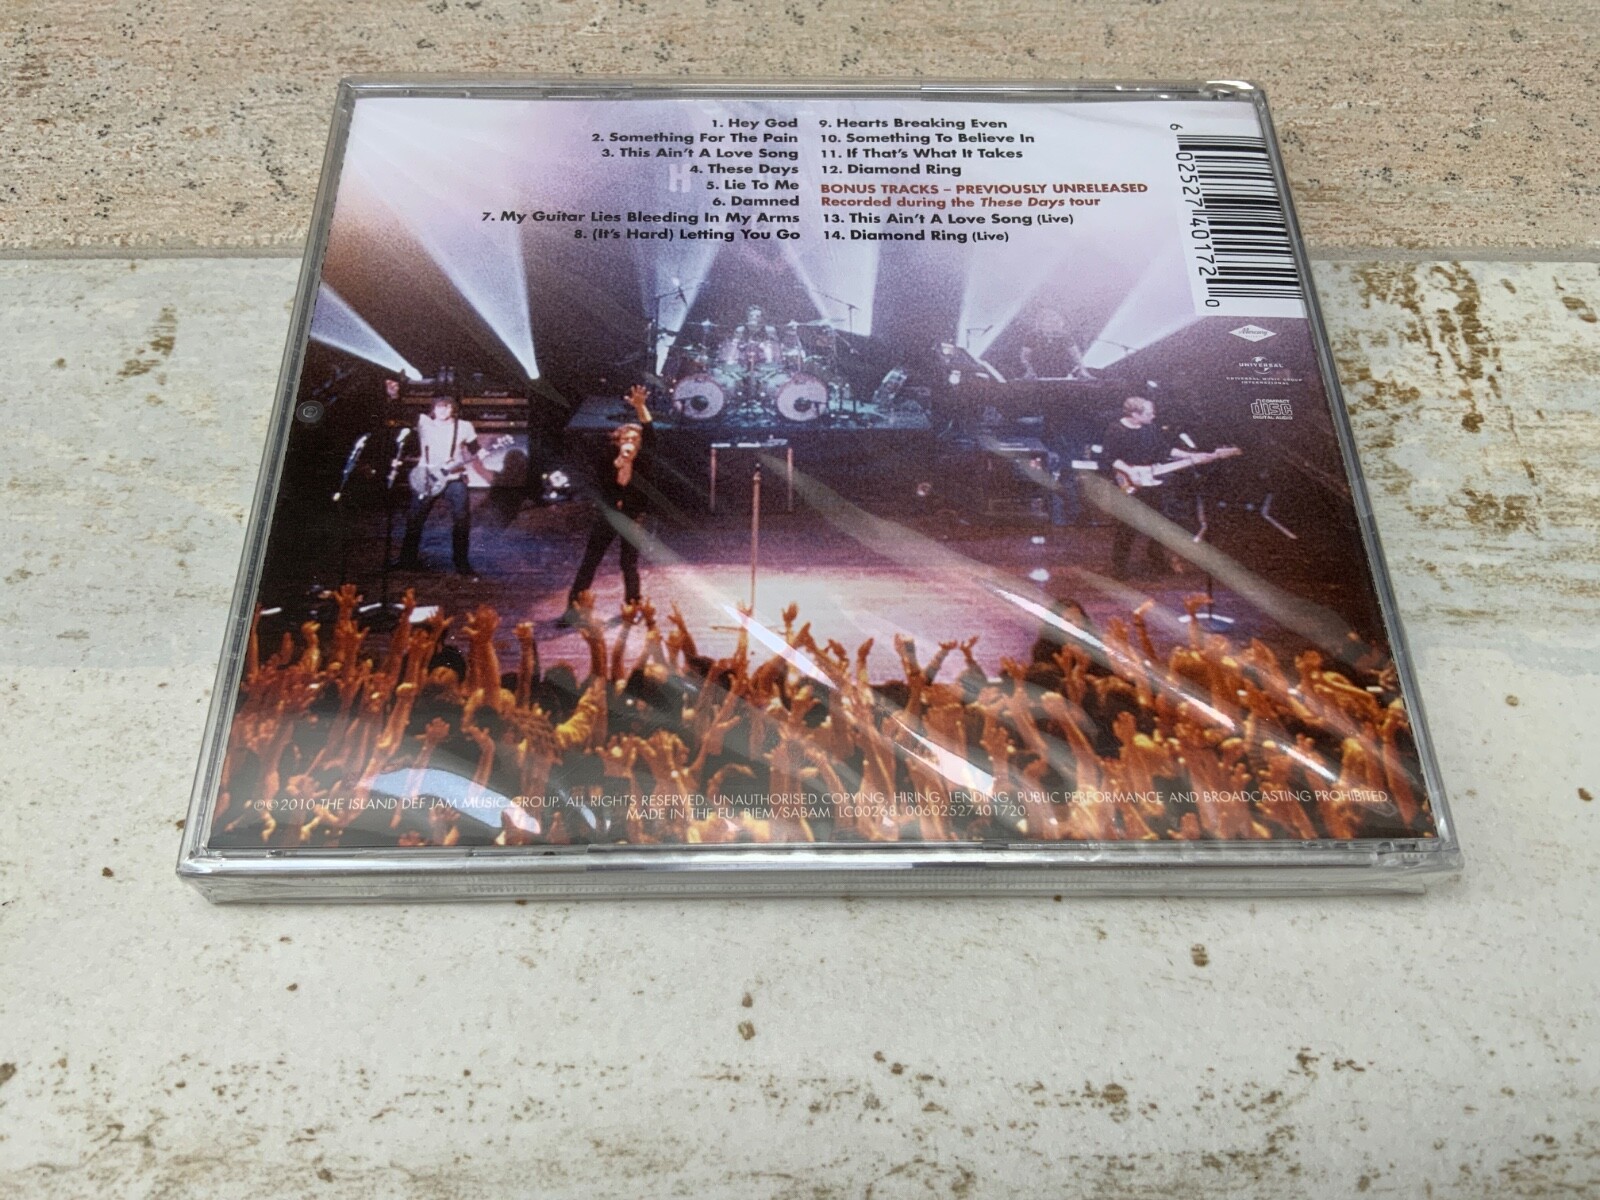 1. Hey God
2. Something For The Pain
3. This Ain't A Love Song
4. These Days
5. Lie To Me
6. Damned
7. My Guitar Lies Bleeding In My Arms
8. (It's Hard) Letting You Go
9. Hearts Breaking Even
10. Something To Believe In
11. If That's What It Takes
12. Diamond Ring
BONUS TRACKS – PREVIOUSLY UNRELEASED
Recorded during the These Days tour
13. This Ain't A Love Song (Live)
14. Diamond Ring (Live)
6 02527 40172 0
Mercury
UNIVERSAL
UNIVERSAL MUSIC GROUP
INTERNATIONAL
COMPACT
disc
DIGITAL AUDIO
℗© 2010 THE ISLAND DEF JAM MUSIC GROUP. ALL RIGHTS RESERVED. UNAUTHORISED COPYING, HIRING, LENDING, PUBLIC PERFORMANCE AND BROADCASTING PROHIBITED.
MADE IN THE EU. BIEM/SABAM. LC00268. 00602527401720.